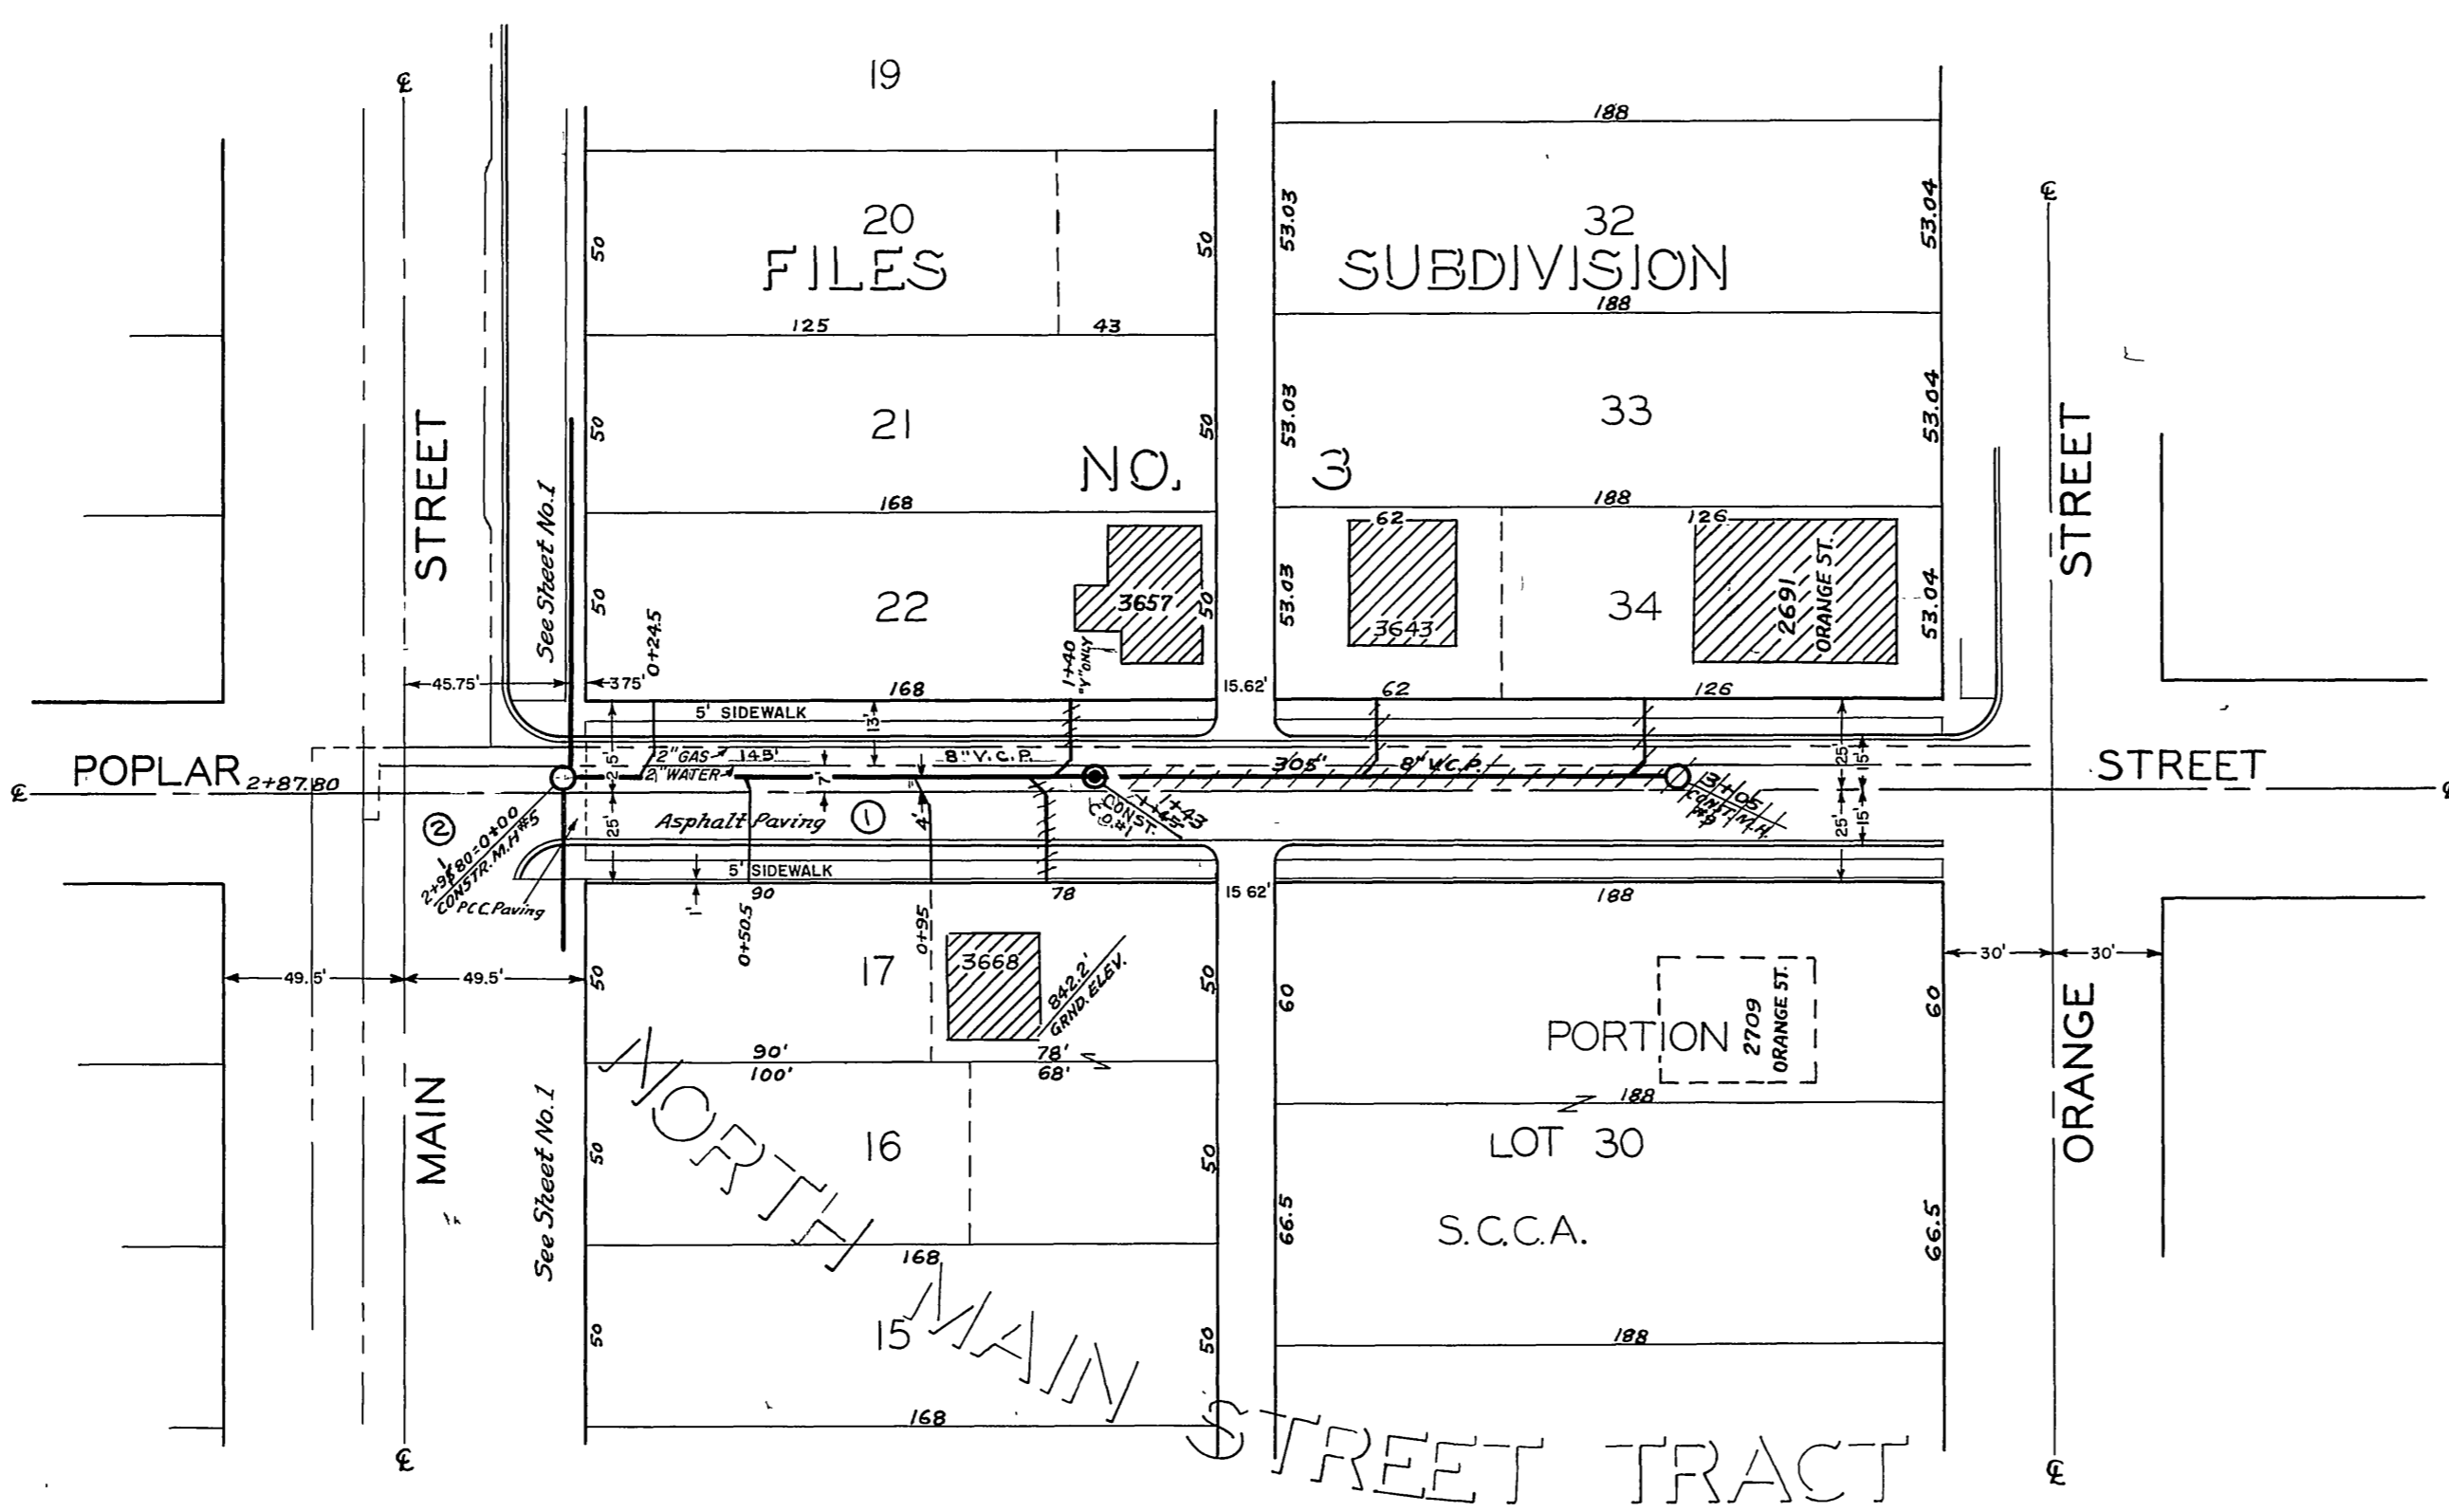 19
188
℄
℄
20
32
FILES
SUBDIVISION
50
50
53.03
53.04
125
43
188
21
33
50
50
53.03
53.04
STREET
STREET
NO.
3
See Sheet No.1
168
188
62
126
22
3657
3643
34
2691
ORANGE ST.
50
50
53.03
53.04
0+24.5
1+40
"Y" ONLY
45.75'
3.75'
168
15.62'
62
126
5' SIDEWALK
13'
2" GAS
145'
8" V.C.P.
2" WATER
7'
305'
8" V.C.P.
25'
15'
POPLAR
STREET
2+87.80
℄
℄
25'
25'
15'
4'
Asphalt Paving
1
2
1+43
1+45
CONST.
C.O.#1
3+05
CONST. M.H.
2+96.80=0+00
CONSTR. M.H #5
P.C.C. Paving
5' SIDEWALK
1'
90
78
15.62'
188
0+50.5
0+95
17
3668
842.2'
GRND. ELEV.
50
50
60
60
49.5'
49.5'
30'
30'
PORTION
2709
ORANGE ST.
90'
78'
100'
68'
188
MAIN
ORANGE
See Sheet No.1
NORTH
16
LOT 30
50
50
S.C.C.A.
66.5
66.5
168
15
50
50
MAIN
188
168
STREET TRACT
℄
℄